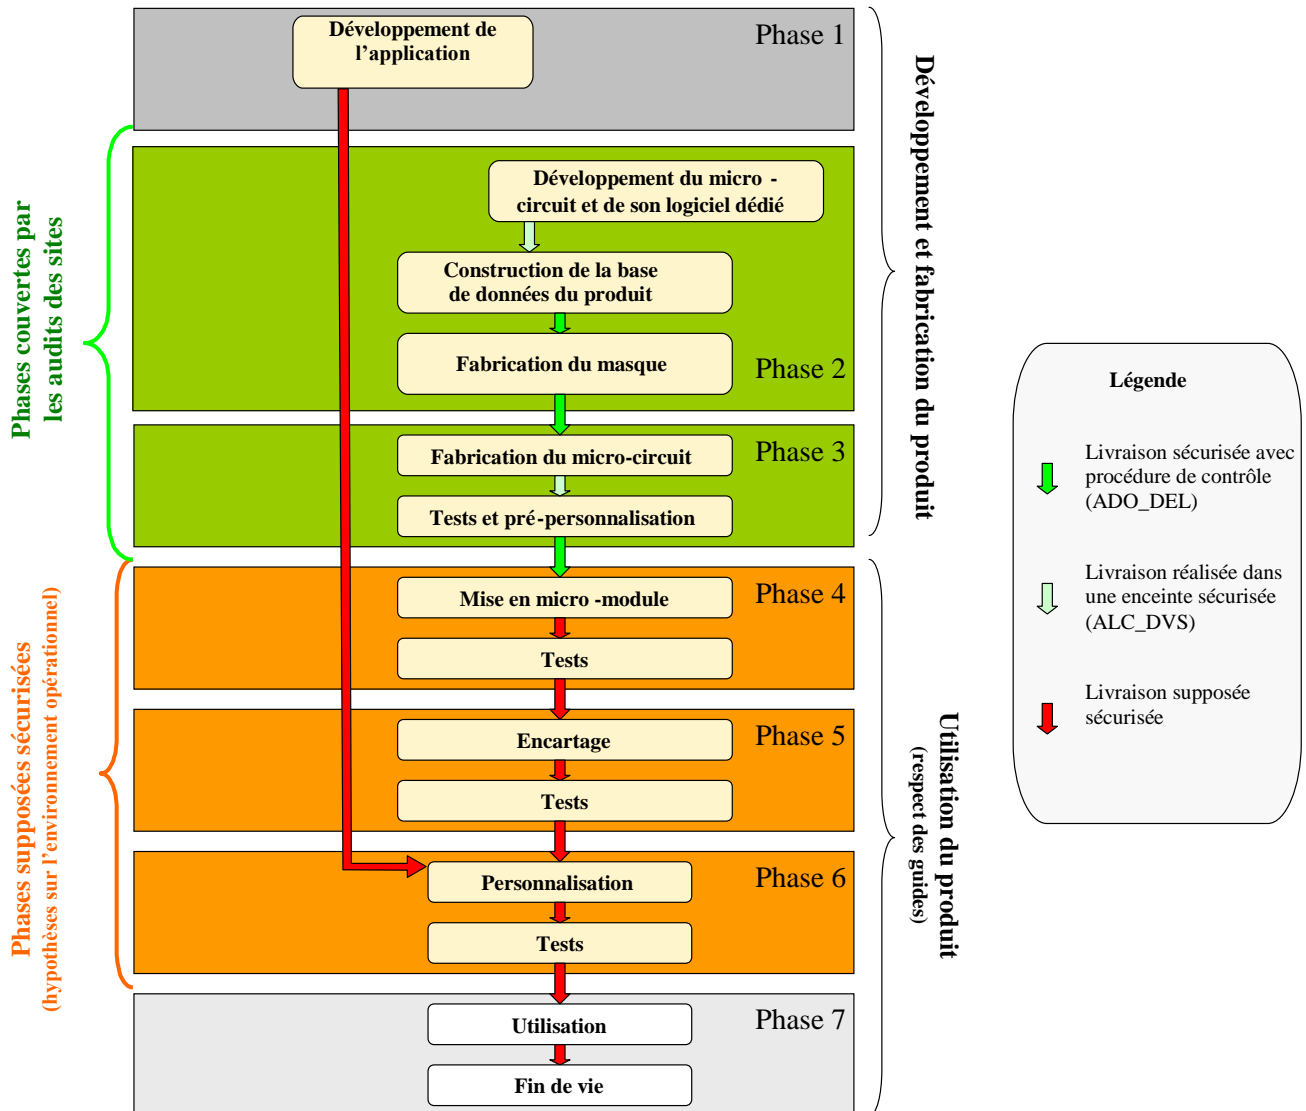 Développement de
l'application
Phase 1
Développement du micro -
circuit et de son logiciel dédié
Construction de la base
de données du produit
Fabrication du masque
Phase 2
Phase 3
Fabrication du micro-circuit
Tests et pré-personnalisation
Mise en micro -module
Phase 4
Tests
Encartage
Phase 5
Tests
Personnalisation
Phase 6
Tests
Phase 7
Utilisation
Fin de vie
Phases couvertes par
les audits des sites
Phases supposées sécurisées
(hypothèses sur l'environnement opérationnel)
Développement et fabrication du produit
Utilisation du produit
(respect des guides)
Légende
Livraison sécurisée avec
procédure de contrôle
(ADO_DEL)
Livraison réalisée dans
une enceinte sécurisée
(ALC_DVS)
Livraison supposée
sécurisée